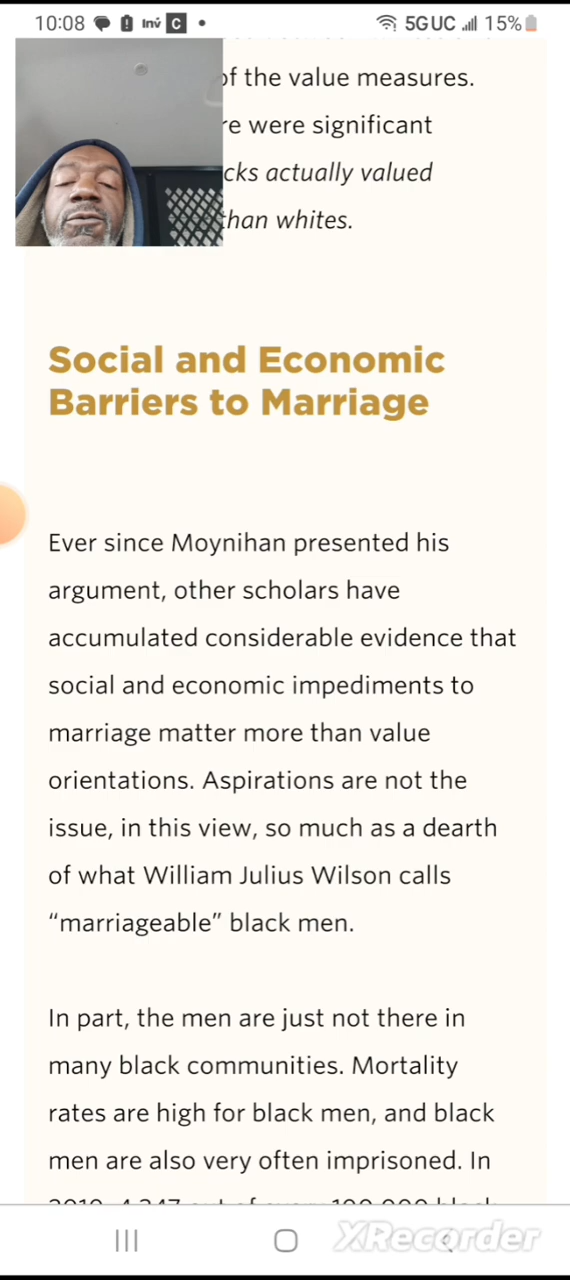 10:08 Inv C 5GUC 15%
of the value measures.
re were significant
cks actually valued
than whites.
Social and Economic
Barriers to Marriage
Ever since Moynihan presented his
argument, other scholars have
accumulated considerable evidence that
social and economic impediments to
marriage matter more than value
orientations. Aspirations are not the
issue, in this view, so much as a dearth
of what William Julius Wilson calls
“marriageable” black men.
In part, the men are just not there in
many black communities. Mortality
rates are high for black men, and black
men are also very often imprisoned. In
XRecorder